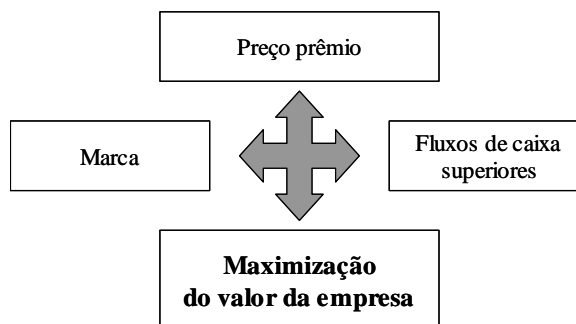 Preço prêmio
Marca
Fluxos de caixa
superiores
Maximização
do valor da empresa